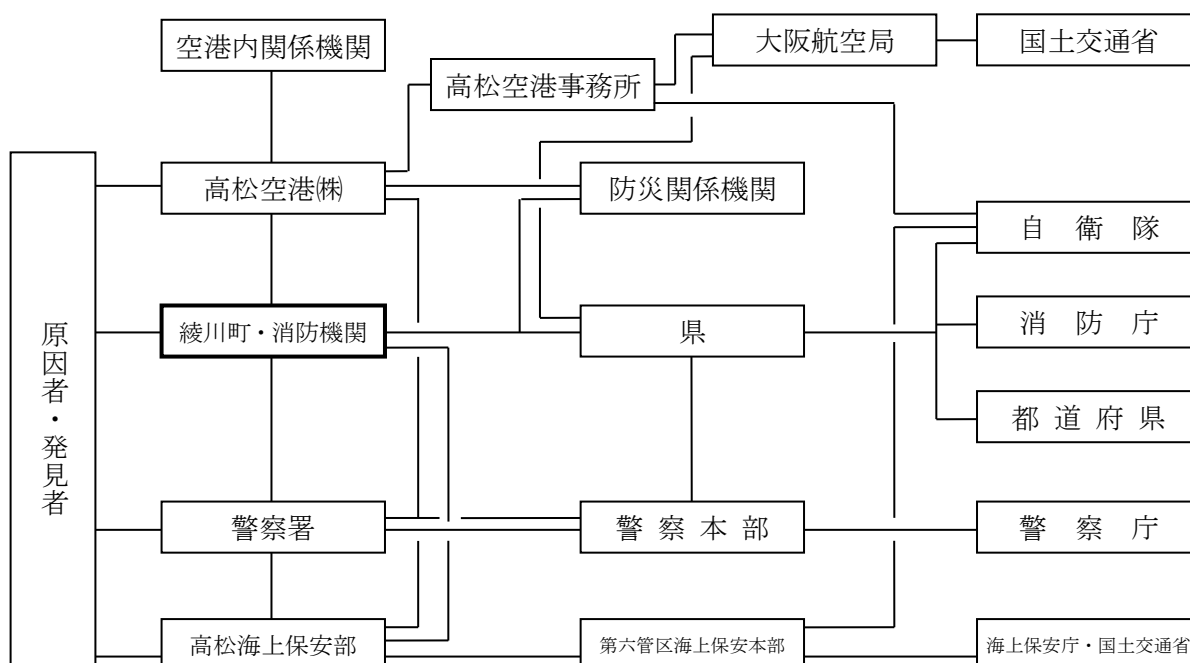 空港内関係機関
大阪航空局
国土交通省
高松空港事務所
高松空港㈱
防災関係機関
自衛隊
原因者・発見者
綾川町・消防機関
県
消防庁
都道府県
警察署
警察本部
警察庁
高松海上保安部
第六管区海上保安本部
海上保安庁・国土交通省